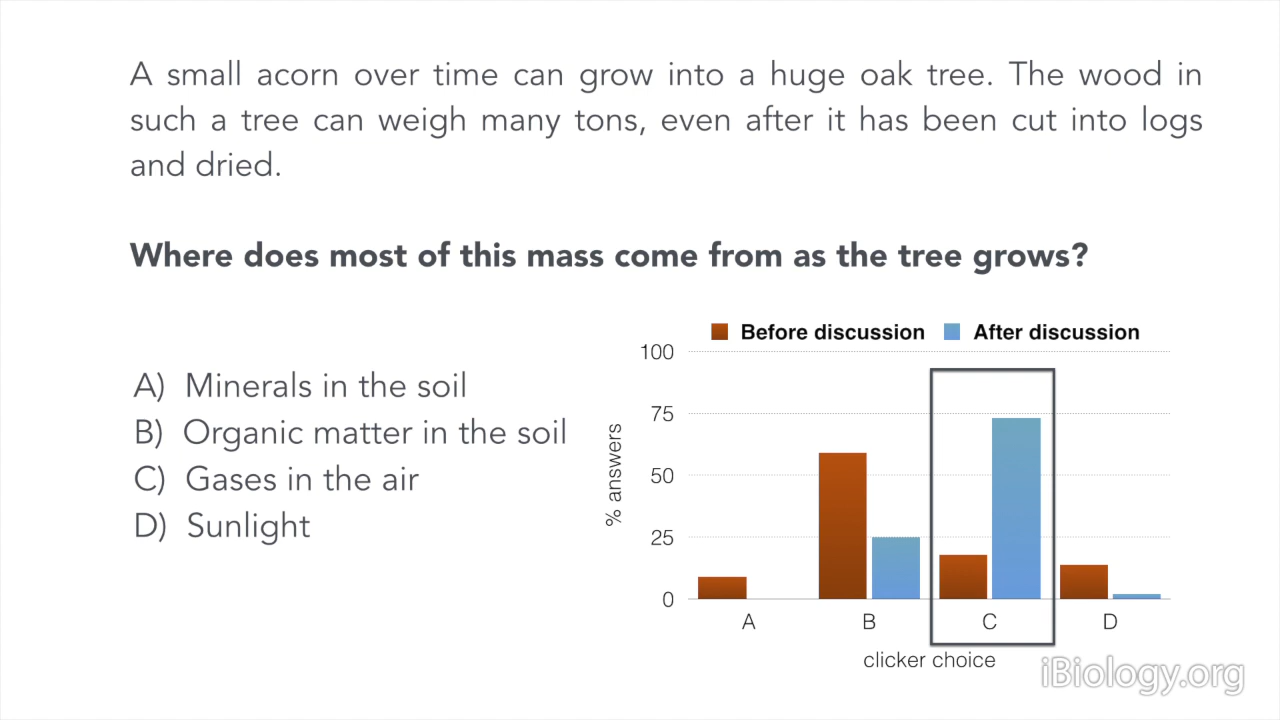 A small acorn over time can grow into a huge oak tree. The wood in
such a tree can weigh many tons, even after it has been cut into logs
and dried.
Where does most of this mass come from as the tree grows?
A) Minerals in the soil
B) Organic matter in the soil
C) Gases in the air
D) Sunlight
Before discussion After discussion
100
75
50
25
0
% answers
A B C D
clicker choice
iBiology.org